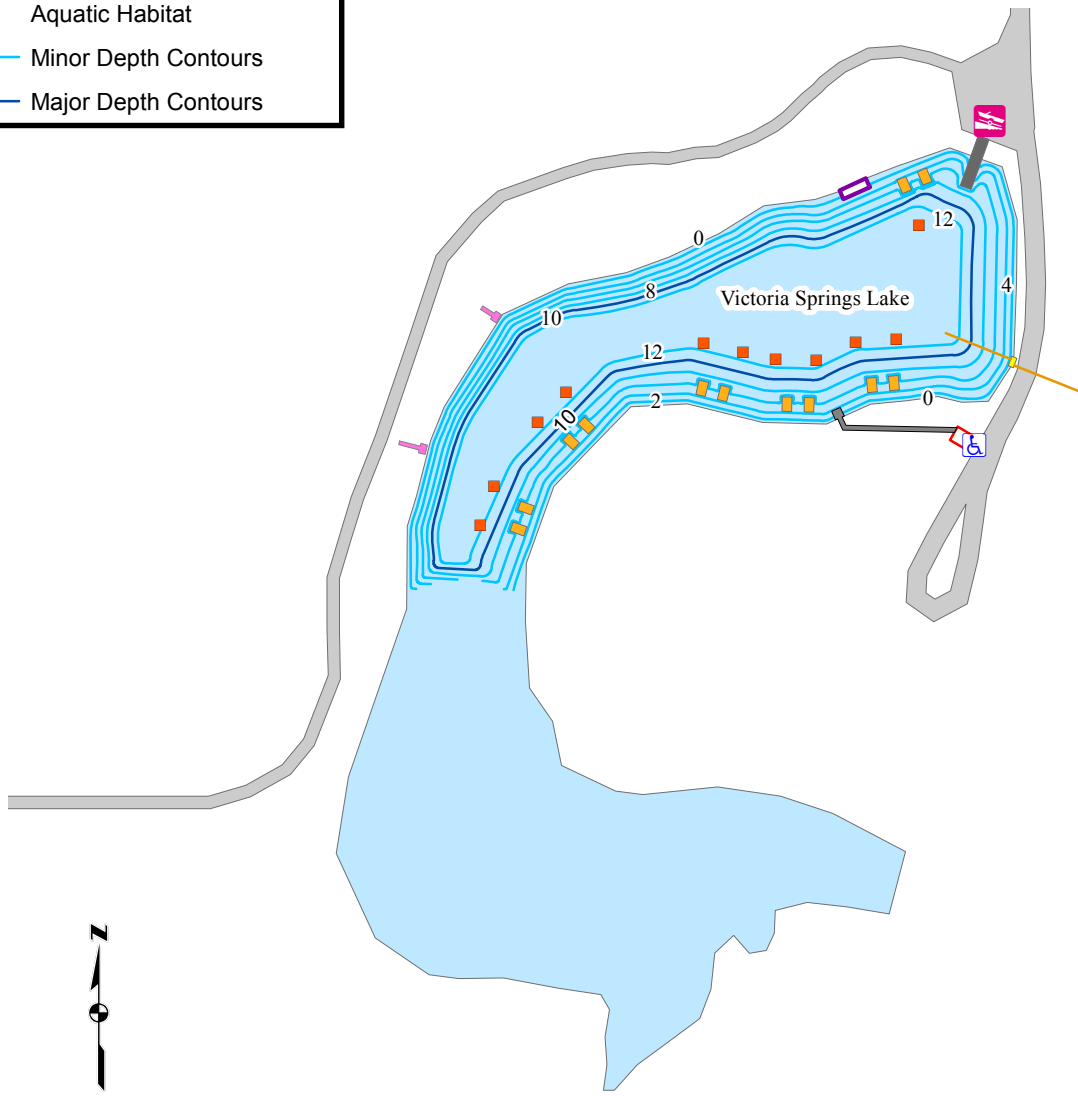 Aquatic Habitat
Minor Depth Contours
Major Depth Contours
12
0
4
8
Victoria Springs Lake
10
12
2
0
10
N